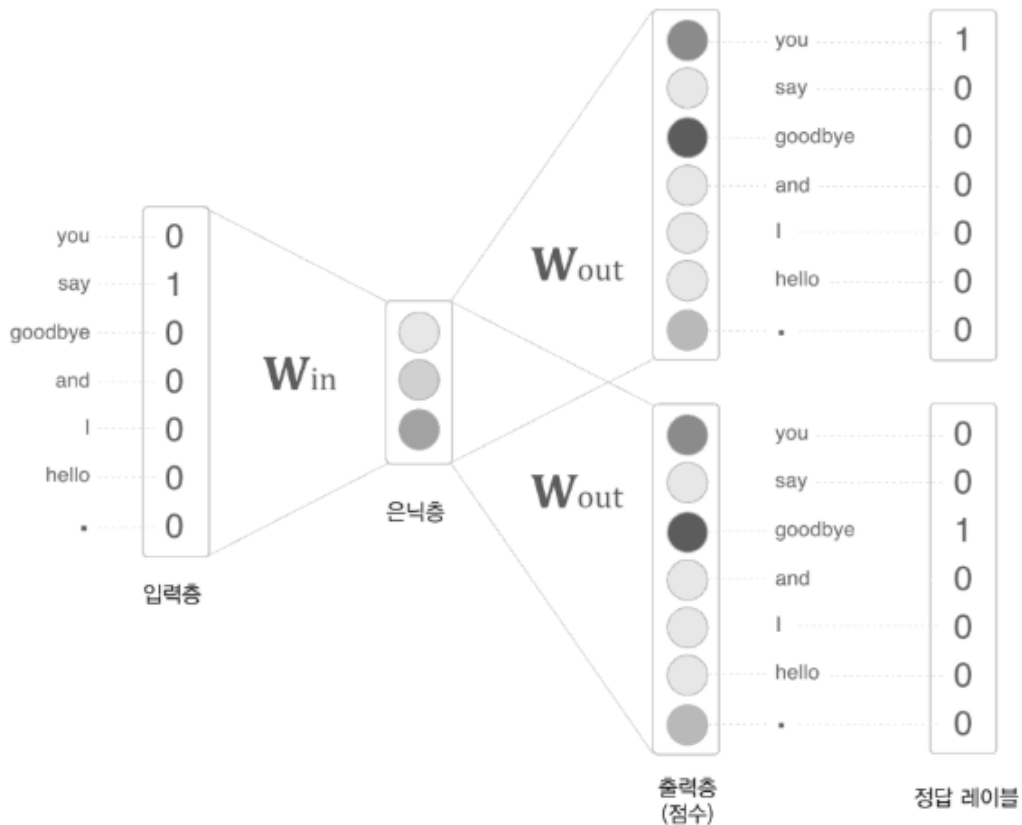 you 0
say 1
goodbye 0
and 0
I 0
hello 0
. 0
입력층
Win
은닉층
Wout
you 1
say 0
goodbye 0
and 0
I 0
hello 0
. 0
Wout
you 0
say 0
goodbye 1
and 0
I 0
hello 0
. 0
출력층
(점수)
정답 레이블